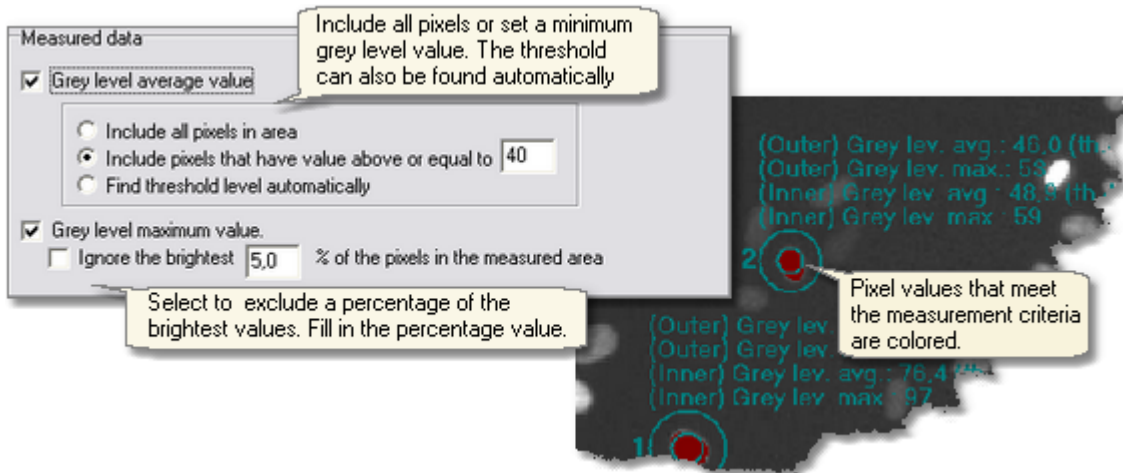 Measured data
Include all pixels or set a minimum
grey level value. The threshold
can also be found automatically
Grey level average value
Include all pixels in area
Include pixels that have value above or equal to 40
Find threshold level automatically
Grey level maximum value.
Ignore the brightest 5,0 % of the pixels in the measured area
Select to exclude a percentage of the
brightest values. Fill in the percentage value.
(Outer) Grey lev. avg.: 46,0 (th.
(Outer) Grey lev. max.: 53
(Inner) Grey lev. avg.: 48,9 (th.
(Inner) Grey lev. max.: 59
2
Pixel values that meet
the measurement criteria
are colored.
(Outer) Grey lev.
(Outer) Grey lev.
(Inner) Grey lev. avg.: 76,4
(Inner) Grey lev. max.: 97
1